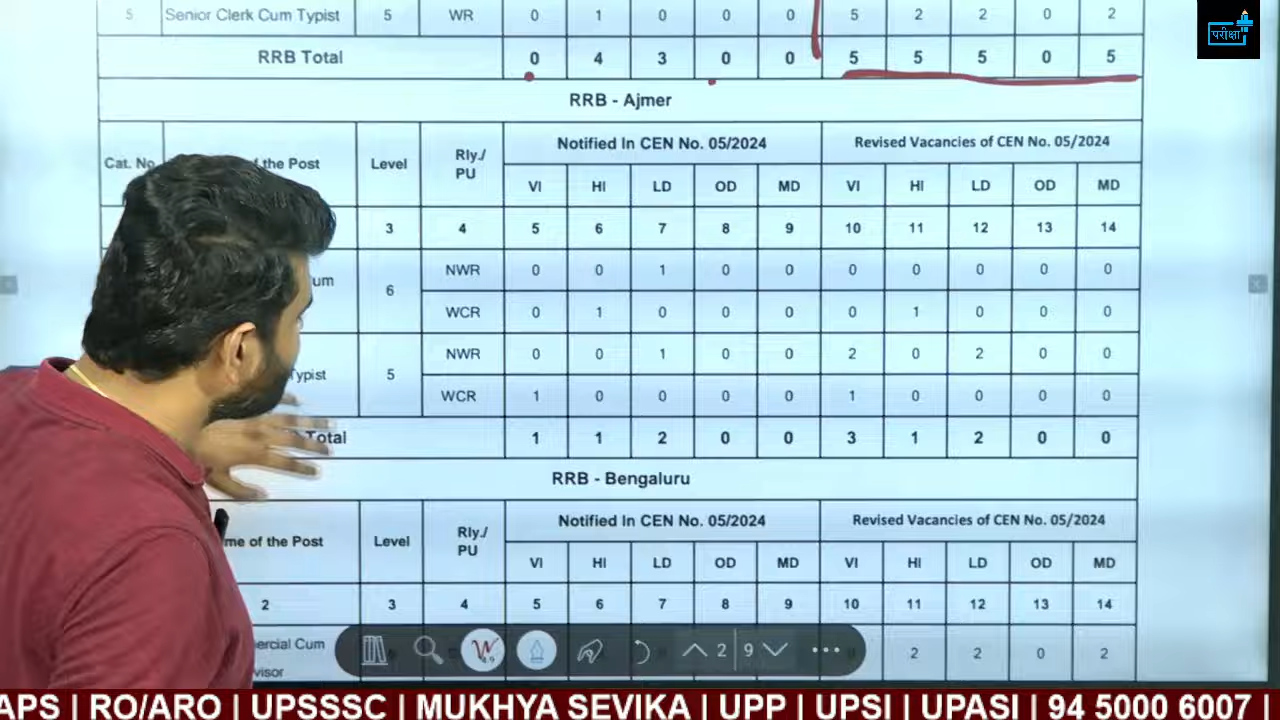 5 Senior Clerk Cum Typist 5 WR 0 1 0 0 0 5 2 2 0 2
परीक्षा
RRB Total 0 4 3 0 0 5 5 5 0 5
RRB - Ajmer
Cat. No. the Post Level Rly./ PU Notified In CEN No. 05/2024 Revised Vacancies of CEN No. 05/2024
VI HI LD OD MD VI HI LD OD MD
3 4 5 6 7 8 9 10 11 12 13 14
um 6 NWR 0 0 1 0 0 0 0 0 0 0
WCR 0 1 0 0 0 0 1 0 0 0
Typist 5 NWR 0 0 1 0 0 2 0 2 0 0
WCR 1 0 0 0 0 1 0 0 0 0
Total 1 1 2 0 0 3 1 2 0 0
RRB - Bengaluru
me of the Post Level Rly./ PU Notified In CEN No. 05/2024 Revised Vacancies of CEN No. 05/2024
VI HI LD OD MD VI HI LD OD MD
2 3 4 5 6 7 8 9 10 11 12 13 14
ercial Cum 2 2 0 2
visor
2 9
APS | RO/ARO | UPSSSC | MUKHYA SEVIKA | UPP | UPSI | UPAS| | 94 5000 6007 |